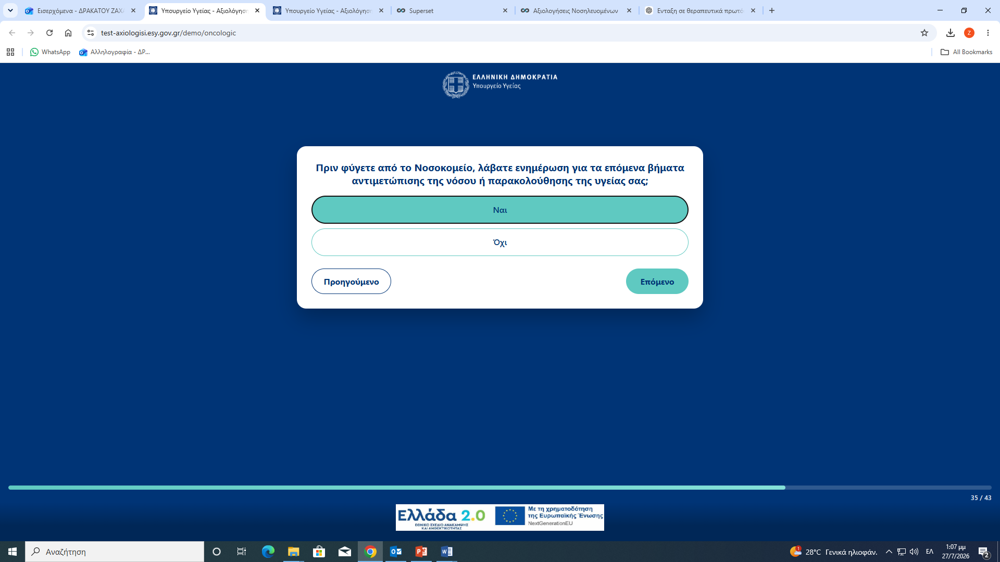 Εισερχόμενα - ΔΡΑΚΑΤΟΥ ΖΑΧΑ
Υπουργείο Υγείας - Αξιολόγηση
Υπουργείο Υγείας - Αξιολόγηση
Superset
Αξιολογήσεις Νοσηλευομένων
Ενταξη σε θεραπευτικά πρωτό
test-axiologisi.esy.gov.gr/demo/oncologic
Z
WhatsApp
Αλληλογραφία - ΔΡ...
All Bookmarks
ΕΛΛΗΝΙΚΗ ΔΗΜΟΚΡΑΤΙΑ
Υπουργείο Υγείας
Πριν φύγετε από το Νοσοκομείο, λάβατε ενημέρωση για τα επόμενα βήματα
αντιμετώπισης της νόσου ή παρακολούθησης της υγείας σας;
Ναι
Όχι
Προηγούμενο
Επόμενο
35 / 43
Ελλάδα 2.0
ΕΘΝΙΚΟ ΣΧΕΔΙΟ ΑΝΑΚΑΜΨΗΣ
ΚΑΙ ΑΝΘΕΚΤΙΚΟΤΗΤΑΣ
Με τη χρηματοδότηση
της Ευρωπαϊκής Ένωσης
NextGenerationEU
Αναζήτηση
1
28°C Γενικά ηλιοφάν.
ΕΛ
1:07 μμ
27/7/2026
2